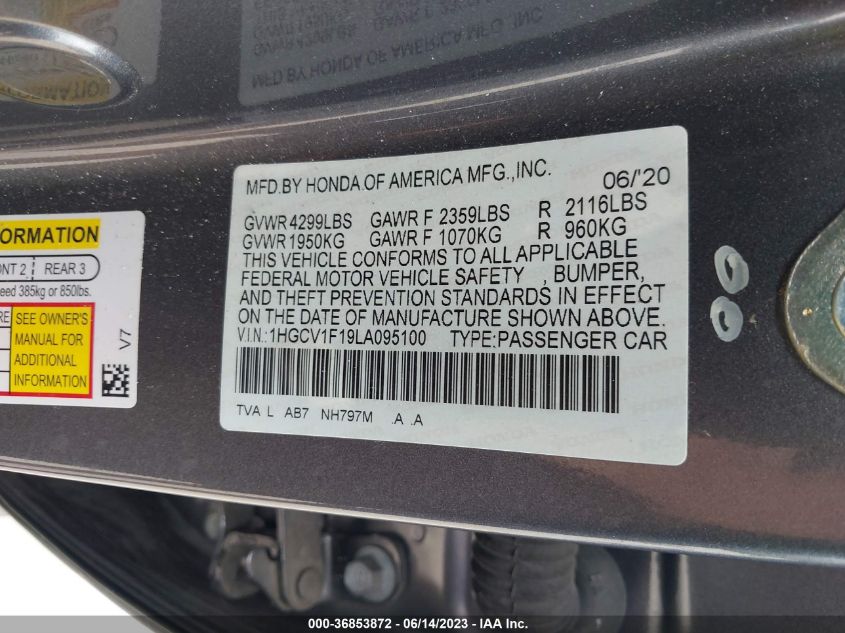 MFD BY HONDA OF AMERICA MFG., INC
MFD.BY HONDA OF AMERICA MFG.,INC. 06/'20
GVWR 4299LBS GAWR F 2359LBS R 2116LBS
GVWR 1950KG GAWR F 1070KG R 960KG
THIS VEHICLE CONFORMS TO ALL APPLICABLE
FEDERAL MOTOR VEHICLE SAFETY , BUMPER,
AND THEFT PREVENTION STANDARDS IN EFFECT
ON THE DATE OF MANUFACTURE SHOWN ABOVE.
V.I.N.:1HGCV1F19LA095100 TYPE:PASSENGER CAR
TVA L AB7 NH797M .A .A
ORMATION
NT 2 REAR 3
eed 385kg or 850lbs.
RE SEE OWNER'S
MANUAL FOR
ADDITIONAL
INFORMATION
V7
000-36853872 - 06/14/2023 - IAA Inc.